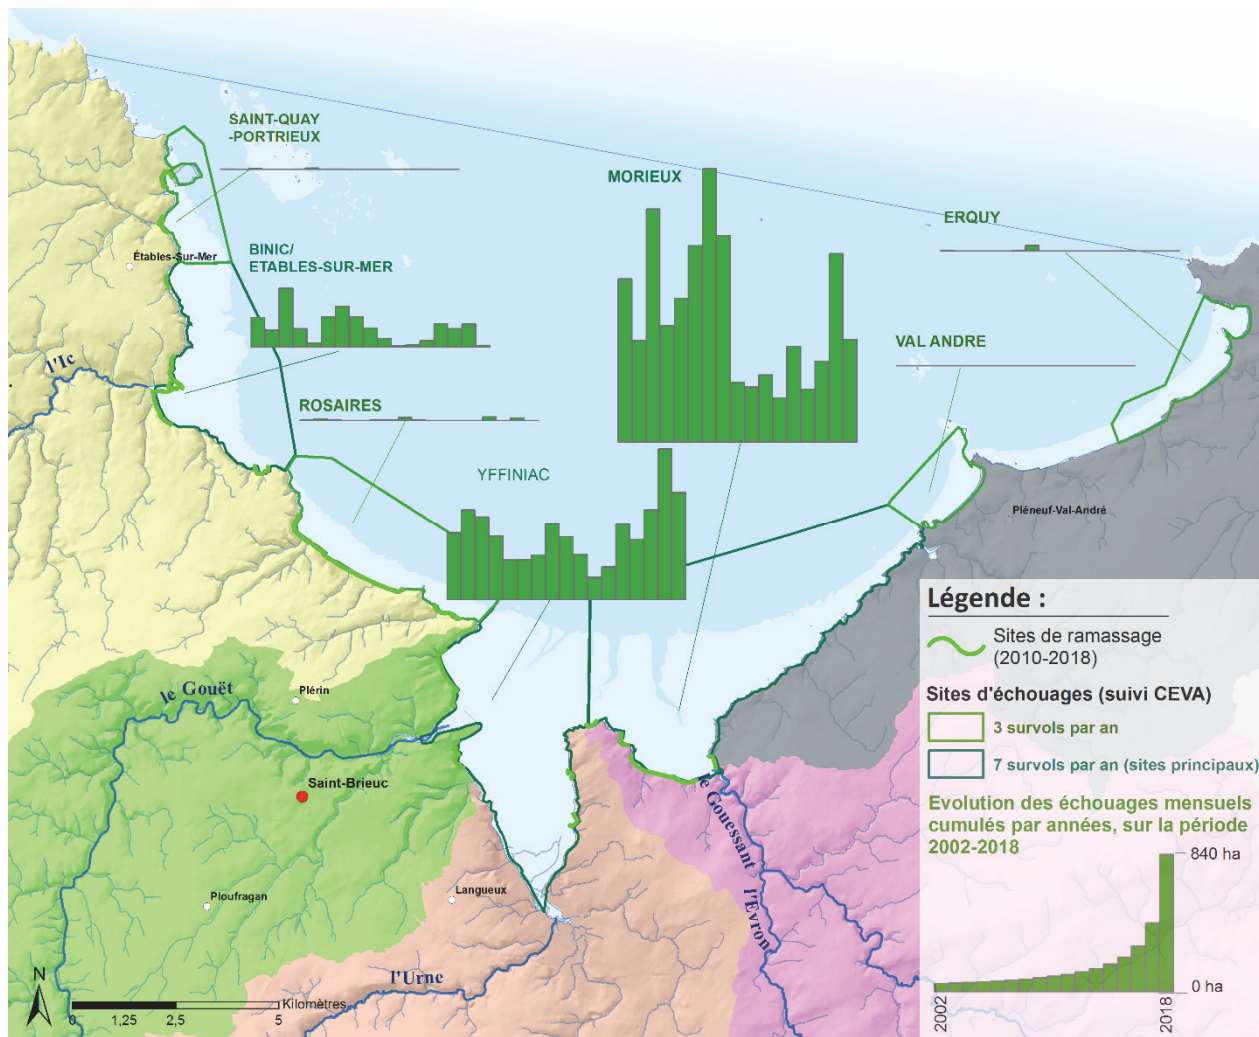 SAINT-QUAY
-PORTRIEUX
MORIEUX
ERQUY
BINIC/
ETABLES-SUR-MER
Étables-Sur-Mer
VAL ANDRE
l'Ic
ROSAIRES
YFFINIAC
Pléneuf-Val-André
Légende :
Sites de ramassage
(2010-2018)
Sites d'échouages (suivi CEVA)
3 survols par an
7 survols par an (sites principaux)
Evolution des échouages mensuels
cumulés par années, sur la période
2002-2018
840 ha
0 ha
2002
2018
le Gouët
Plérin
Saint-Brieuc
Ploufragan
Langueux
le Gouessant
l'Evron
l'Urne
N
Kilomètres
0 1,25 2,5 5